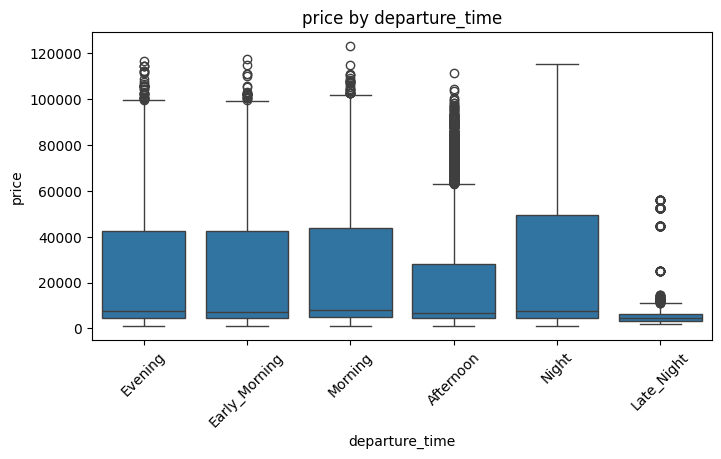 price by departure_time
120000
100000
80000
60000
40000
20000
0
price
Evening
Early_Morning
Morning
Afternoon
Night
Late_Night
departure_time